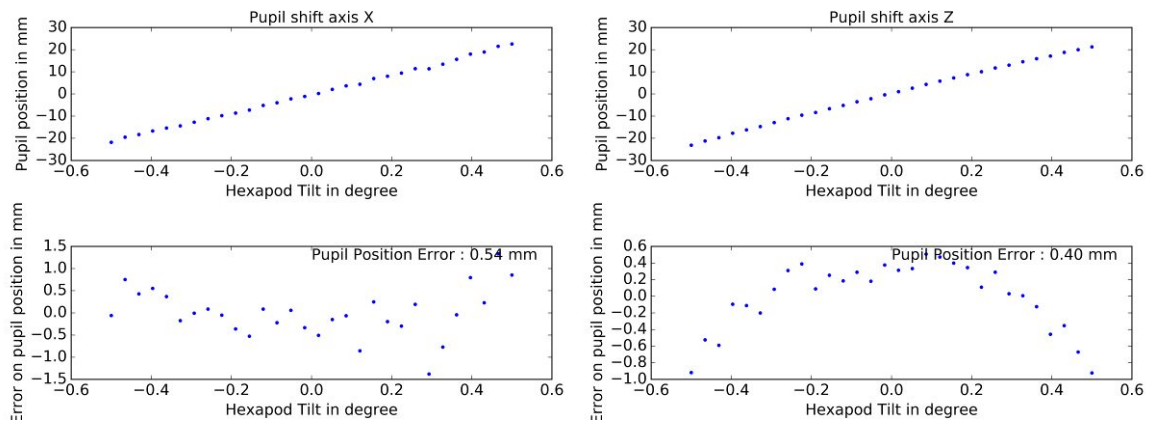 Pupil shift axis X
Pupil position in mm
30
20
10
0
−10
−20
−30
−0.6 −0.4 −0.2 0.0 0.2 0.4 0.6
Hexapod Tilt in degree
Pupil shift axis Z
Pupil position in mm
30
20
10
0
−10
−20
−30
−0.6 −0.4 −0.2 0.0 0.2 0.4 0.6
Hexapod Tilt in degree
Error on pupil position in mm
1.5
1.0
0.5
0.0
−0.5
−1.0
−1.5
Pupil Position Error : 0.54 mm
−0.6 −0.4 −0.2 0.0 0.2 0.4 0.6
Hexapod Tilt in degree
Error on pupil position in mm
0.6
0.4
0.2
0.0
−0.2
−0.4
−0.6
−0.8
−1.0
Pupil Position Error : 0.40 mm
−0.6 −0.4 −0.2 0.0 0.2 0.4 0.6
Hexapod Tilt in degree